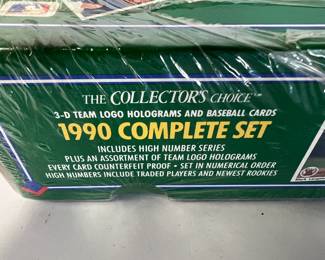 THE COLLECTOR'S CHOICE™
3-D TEAM LOGO HOLOGRAMS AND BASEBALL CARDS
1990 COMPLETE SET
INCLUDES HIGH NUMBER SERIES
PLUS AN ASSORTMENT OF TEAM LOGO HOLOGRAMS
EVERY CARD COUNTERFEIT PROOF • SET IN NUMERICAL ORDER
HIGH NUMBERS INCLUDE TRADED PLAYERS AND NEWEST ROOKIES